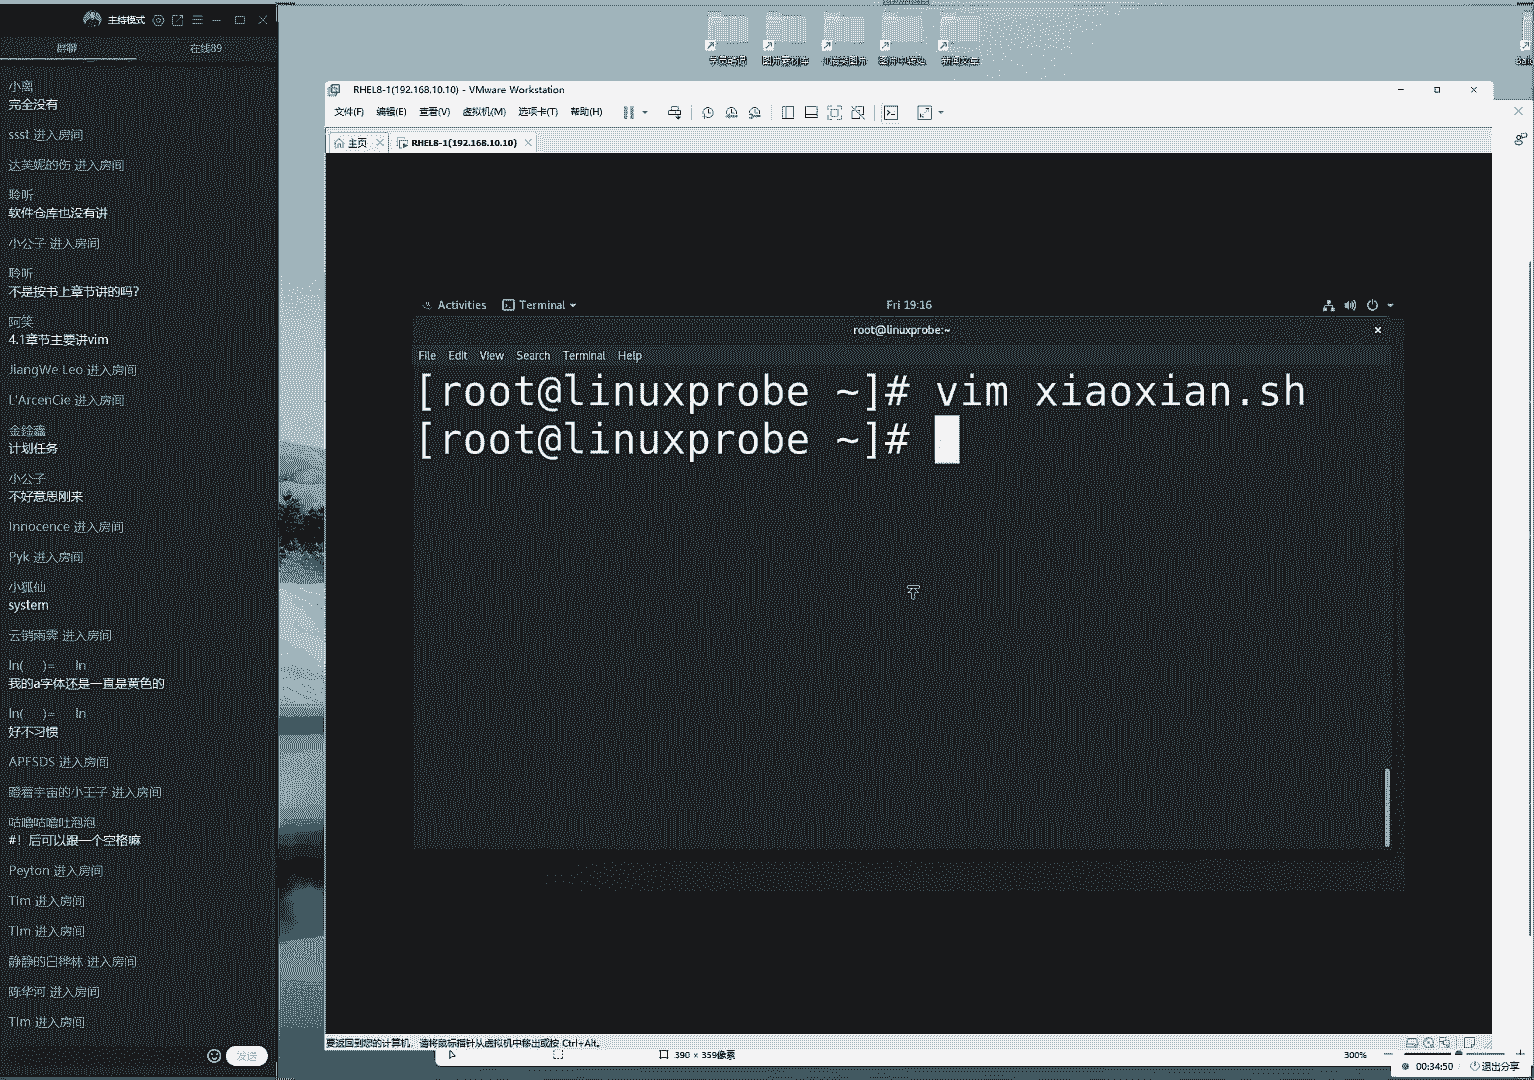 主持模式
群聊
在线89
小离
完全没有
ssst 进入房间
达芙妮的伤 进入房间
聆听
软件仓库也没有讲
小公子 进入房间
聆听
不是按书上章节讲的吗?
阿笑
4.1章节主要讲vim
JiangWe Leo 进入房间
L'ArcenCie 进入房间
计划任务
小公子
不好意思刚来
Innocence 进入房间
Pyk 进入房间
小狐仙
system
云销雨霁 进入房间
ln( )= ln
我的a字体还是一直是黄色的
ln( )= ln
好不习惯
APFSDS 进入房间
蹬着宇宙的小王子 进入房间
咕噜咕噜吐泡泡
#！后可以跟一个空格嘛
Peyton 进入房间
Tim 进入房间
Tim 进入房间
静静的白桦林 进入房间
陈华河 进入房间
Tim 进入房间
发送
RHEL8-1(192.168.10.10) - VMware Workstation
文件(F) 编辑(E) 查看(V) 虚拟机(M) 选项卡(T) 帮助(H)
主页
RHEL8-1(192.168.10.10)
Activities
Terminal
Fri 19:16
root@linuxprobe:~
File Edit View Search Terminal Help
[root@linuxprobe ~]# vim xiaoxian.sh
[root@linuxprobe ~]#
要返回到您的计算机，请将鼠标指针从虚拟机中移出或按 Ctrl+Alt。
390 × 359像素
300%
00:34:50
退出分享